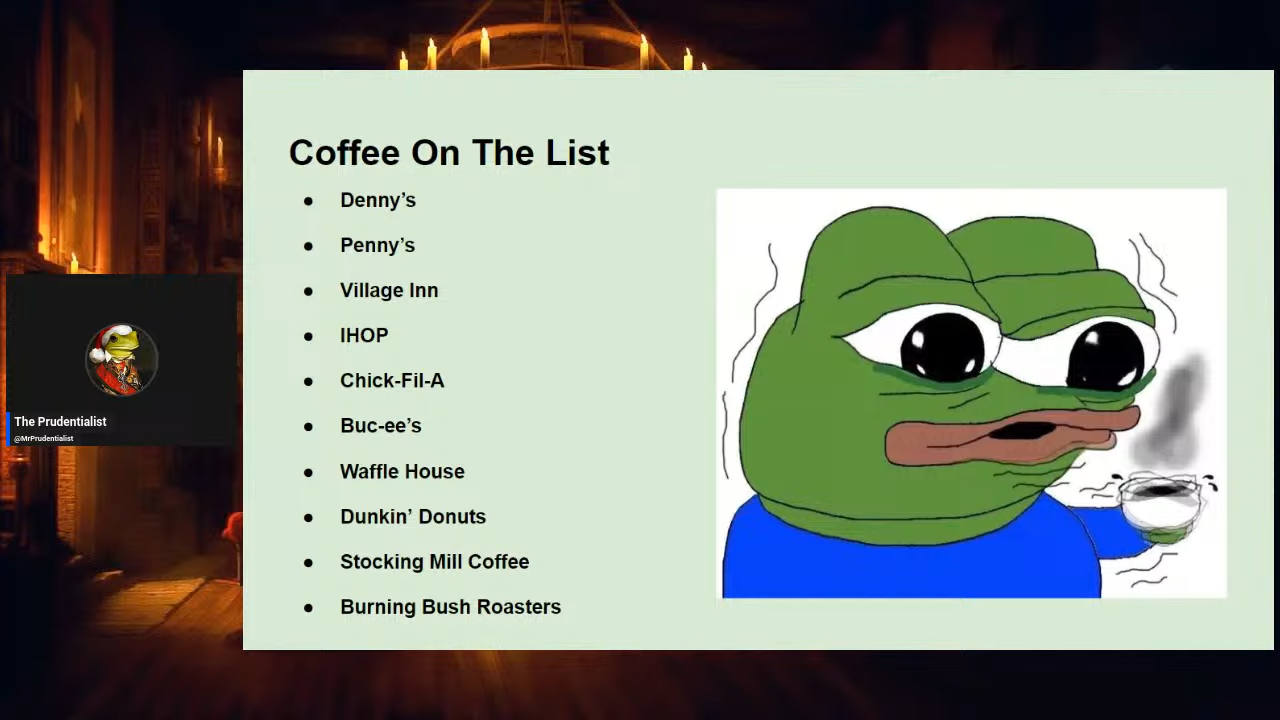 Coffee On The List
● Denny’s
● Penny’s
● Village Inn
● IHOP
● Chick-Fil-A
● Buc-ee’s
● Waffle House
● Dunkin’ Donuts
● Stocking Mill Coffee
● Burning Bush Roasters
The Prudentialist
@MrPrudentialist